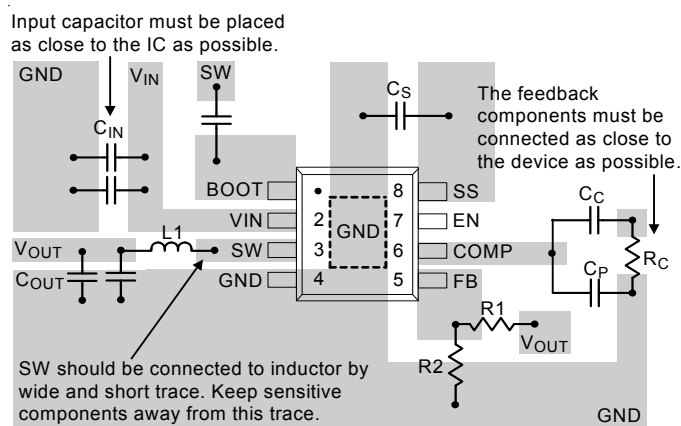 Input capacitor must be placed
as close to the IC as possible.
GND
VIN
SW
CS
The feedback
components must be
connected as close to
the device as possible.
CIN
BOOT
8
SS
VIN
2
7
EN
CC
GND
L1
VOUT
SW
3
6
COMP
RC
COUT
GND
4
5
FB
CP
R1
VOUT
R2
SW should be connected to inductor by
wide and short trace. Keep sensitive
components away from this trace.
GND